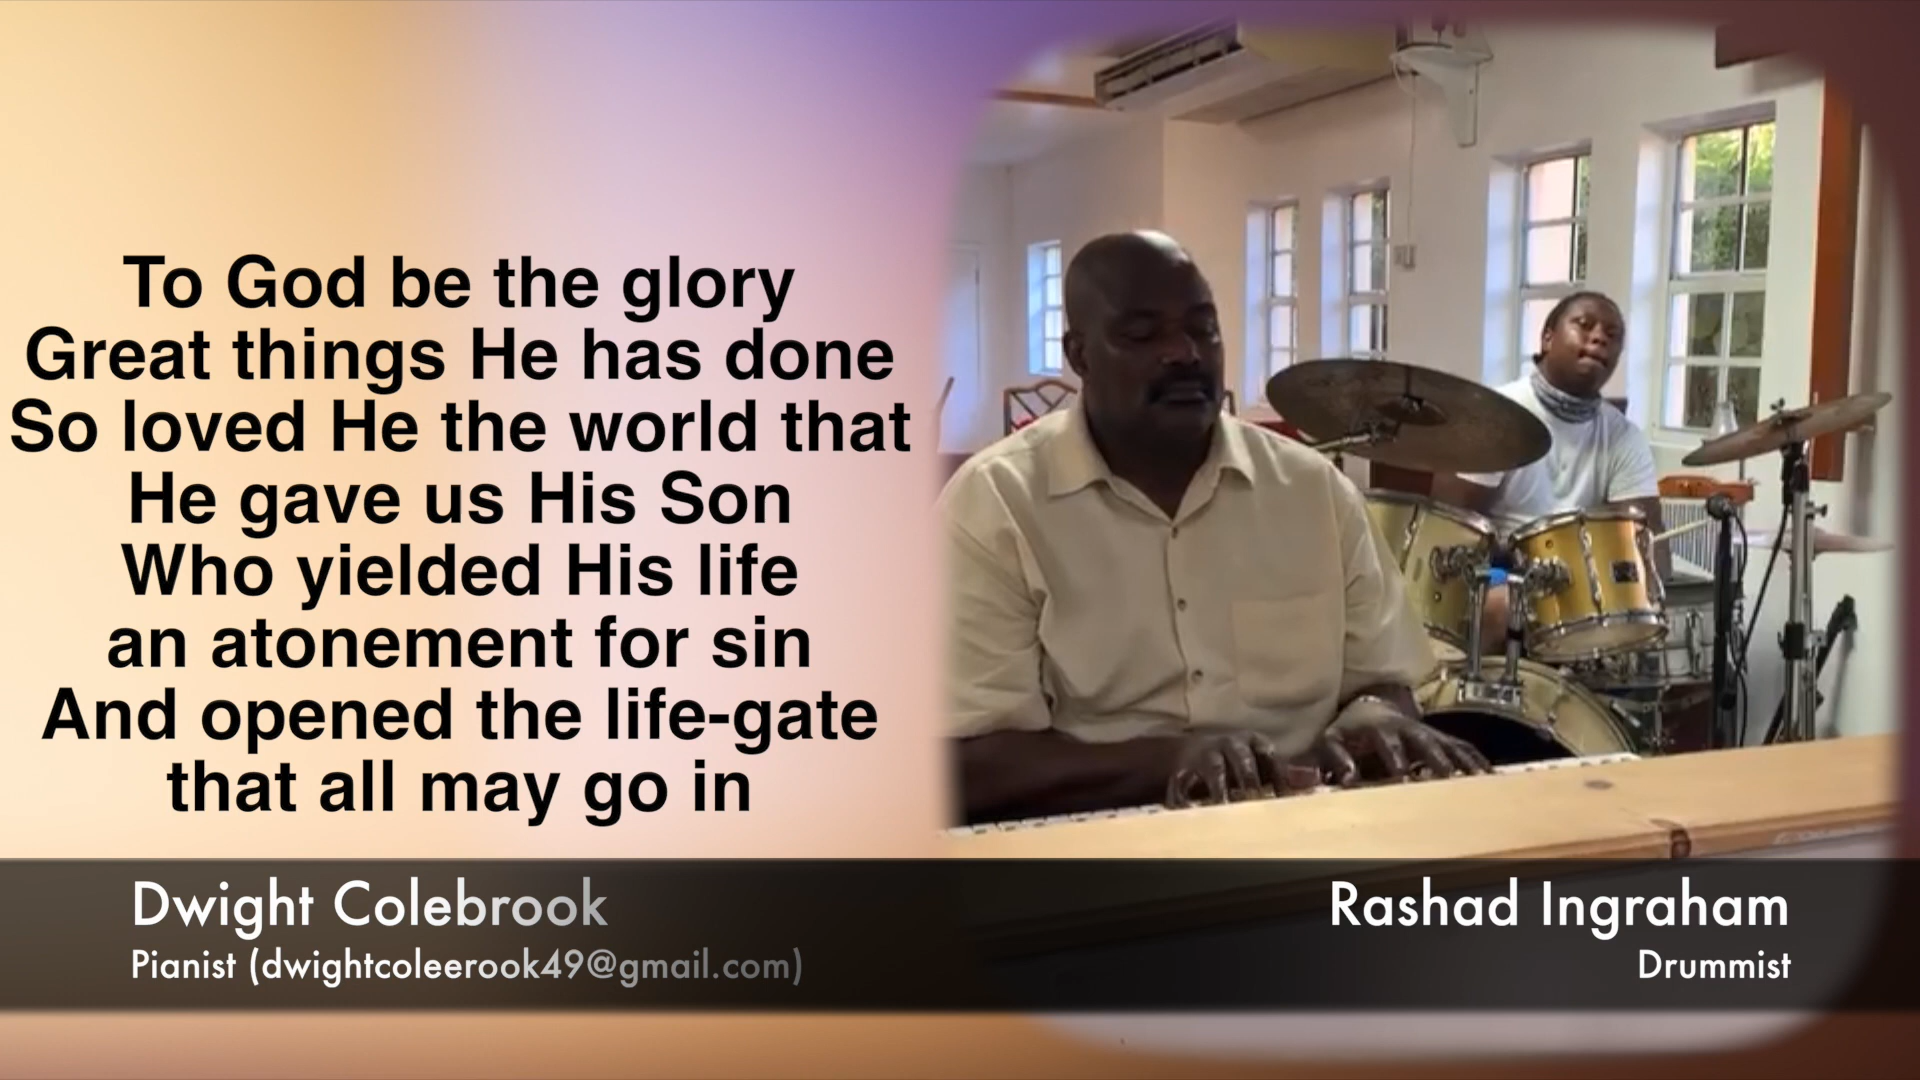 To God be the glory
Great things He has done
So loved He the world that
He gave us His Son
Who yielded His life
an atonement for sin
And opened the life-gate
that all may go in
Dwight Colebrook
Pianist (dwightcoleerook49@gmail.com)
Rashad Ingraham
Drummist